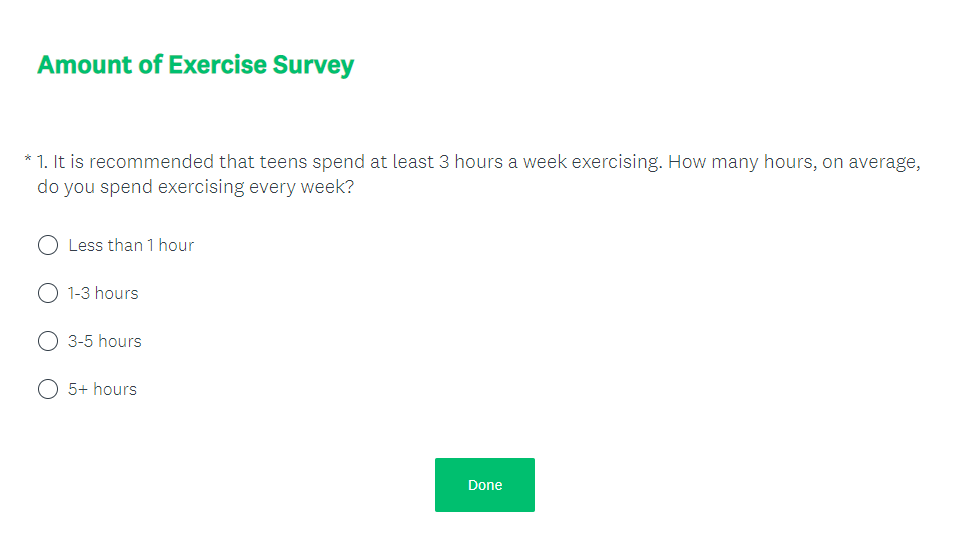 Amount of Exercise Survey
* 1. It is recommended that teens spend at least 3 hours a week exercising. How many hours, on average,
do you spend exercising every week?
Less than 1 hour
1-3 hours
3-5 hours
5+ hours
Done